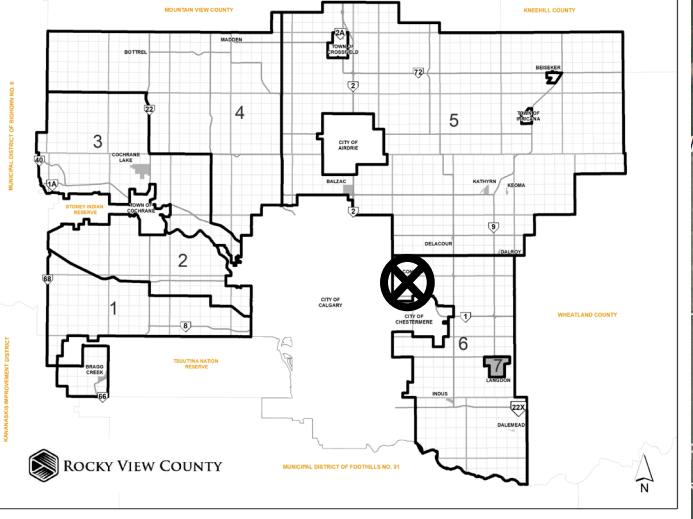 MOUNTAIN VIEW COUNTY
KNEEHILL COUNTY
MADDEN
BOTTREL
2A
TOWN OF
CROSSFIELD
72
BEISEKER
MUNICIPAL DISTRICT OF BIGHORN NO. 8
2
22
4
5
TOWN OF
IRRICANA
3
CITY OF
AIRDRIE
COCHRANE
LAKE
40
1A
BALZAC
KATHYRN
KEOMA
STONEY INDIAN
RESERVE
TOWN OF
COCHRANE
2
9
DELACOUR
DALROY
2
68
CITY OF
CALGARY
1
8
CITY OF
CHESTERMERE
1
WHEATLAND COUNTY
6
KANANASKIS IMPROVEMENT DISTRICT
TSUUTINA NATION
RESERVE
BRAGG
CREEK
66
7
LANGDON
INDUS
22X
DALEMEAD
ROCKY VIEW COUNTY
MUNICIPAL DISTRICT OF FOOTHILLS NO. 31
N